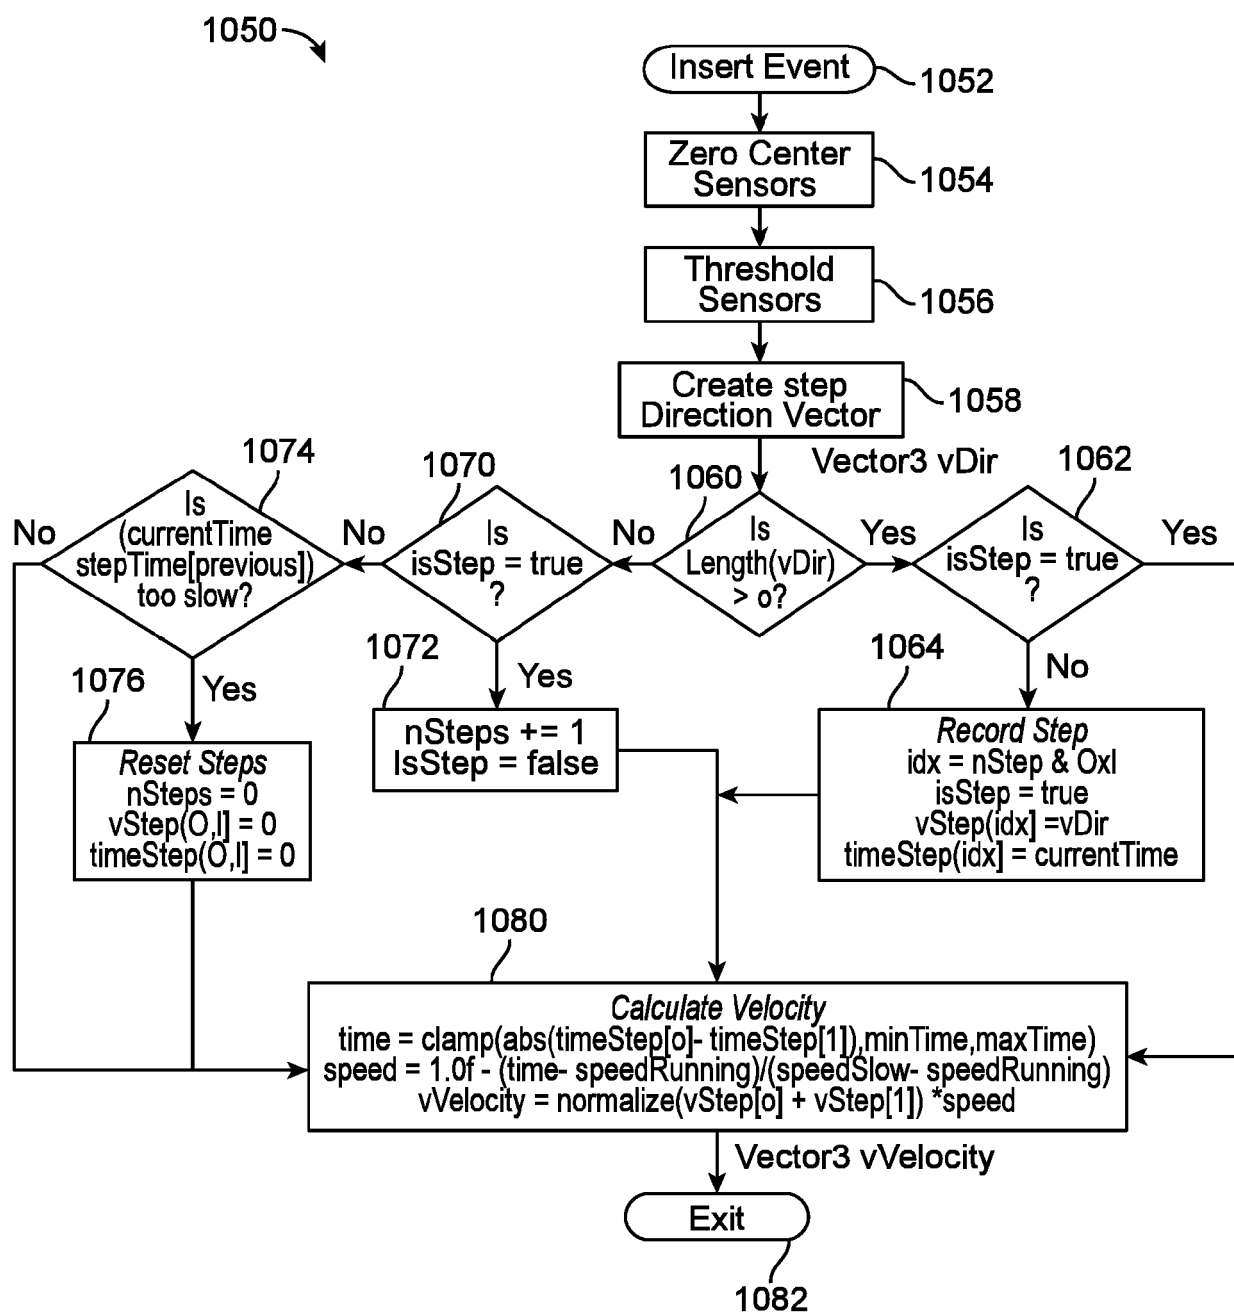 1050
Insert Event
1052
Zero Center
Sensors
1054
Threshold
Sensors
1056
Create step
Direction Vector
1058
Vector3 vDir
1074
1070
1060
1062
No
Is
(currentTime
stepTime[previous])
too slow?
No
Is
isStep = true
?
No
Is
Length(vDir)
> o?
Yes
Is
isStep = true
?
Yes
1076
Yes
1072
Yes
1064
No
Reset Steps
nSteps = 0
vStep(O,I] = 0
timeStep(O,I] = 0
nSteps += 1
IsStep = false
Record Step
idx = nStep & OxI
isStep = true
vStep(idx] =vDir
timeStep(idx] = currentTime
1080
Calculate Velocity
time = clamp(abs(timeStep[o]- timeStep[1]),minTime,maxTime)
speed = 1.0f - (time- speedRunning)/(speedSlow- speedRunning)
vVelocity = normalize(vStep[o] + vStep[1]) *speed
Vector3 vVelocity
Exit
1082